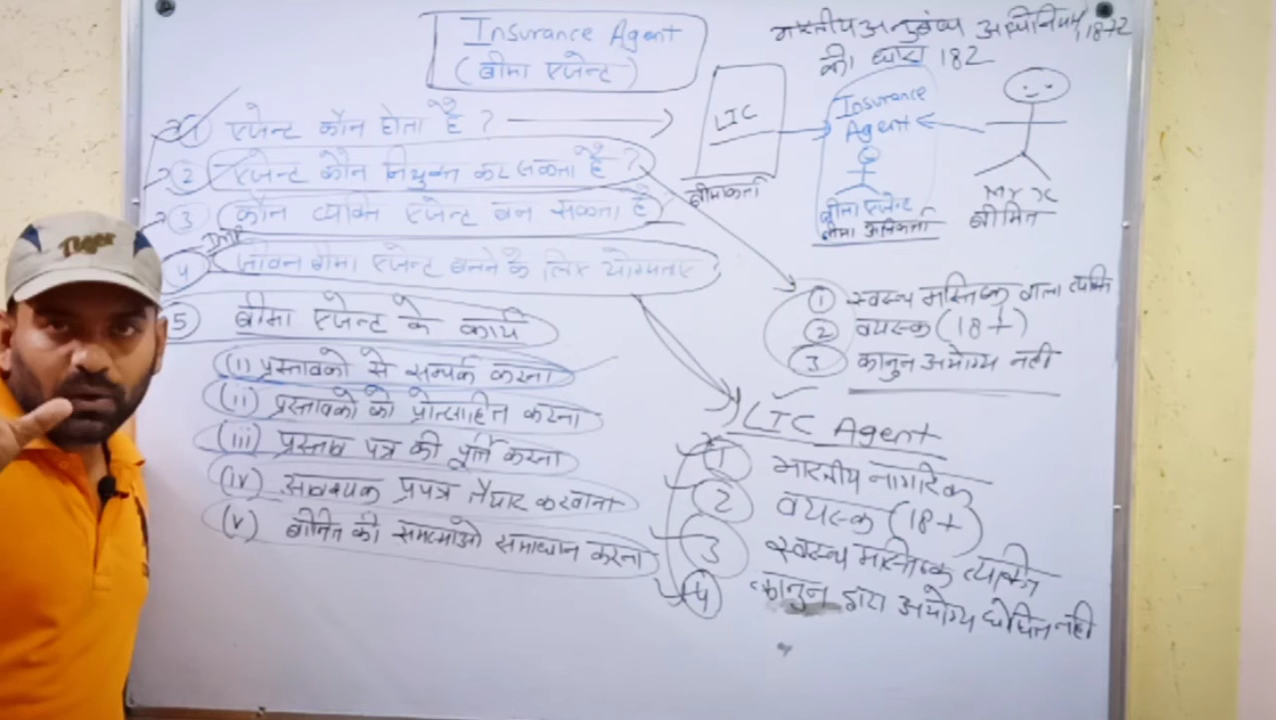 Insurance Agent
(बीमा एजेन्ट)
भारतीय अनुबंध अधिनियम, 1872
की धारा 182
एजेन्ट कौन होता है ?
2 एजेन्ट कौन नियुक्त कर सकता है ?
3 कौन व्यक्ति एजेन्ट बन सकता है
IMP
4 जीवन बीमा एजेन्ट बनने के लिए योग्यताए
5 बीमा एजेन्ट के कार्य
(i) प्रस्तावको से सम्पर्क करना
(ii) प्रस्तावको को प्रोत्साहित करना
(iii) प्रस्ताव पत्र की पूर्ति करना
(iv) आवश्यक प्रपत्र तैयार करवाना
(v) बीमित की समस्याओ समाधान करना
LIC
बीमाकर्ता
Insurance
Agent
बीमा एजेन्ट
बीमा अभिकर्ता
Mr X
बीमित
1 स्वस्थ मस्तिष्क वाला व्यक्ति
2 वयस्क (18+)
3 कानुन अयोग्य नही
LIC Agent
1 भारतीय नागरिक
2 वयस्क (18+)
3 स्वस्थ मस्तिष्क व्यक्ति
4 कानुन द्वारा अयोग्य घोषित नही
Tiger